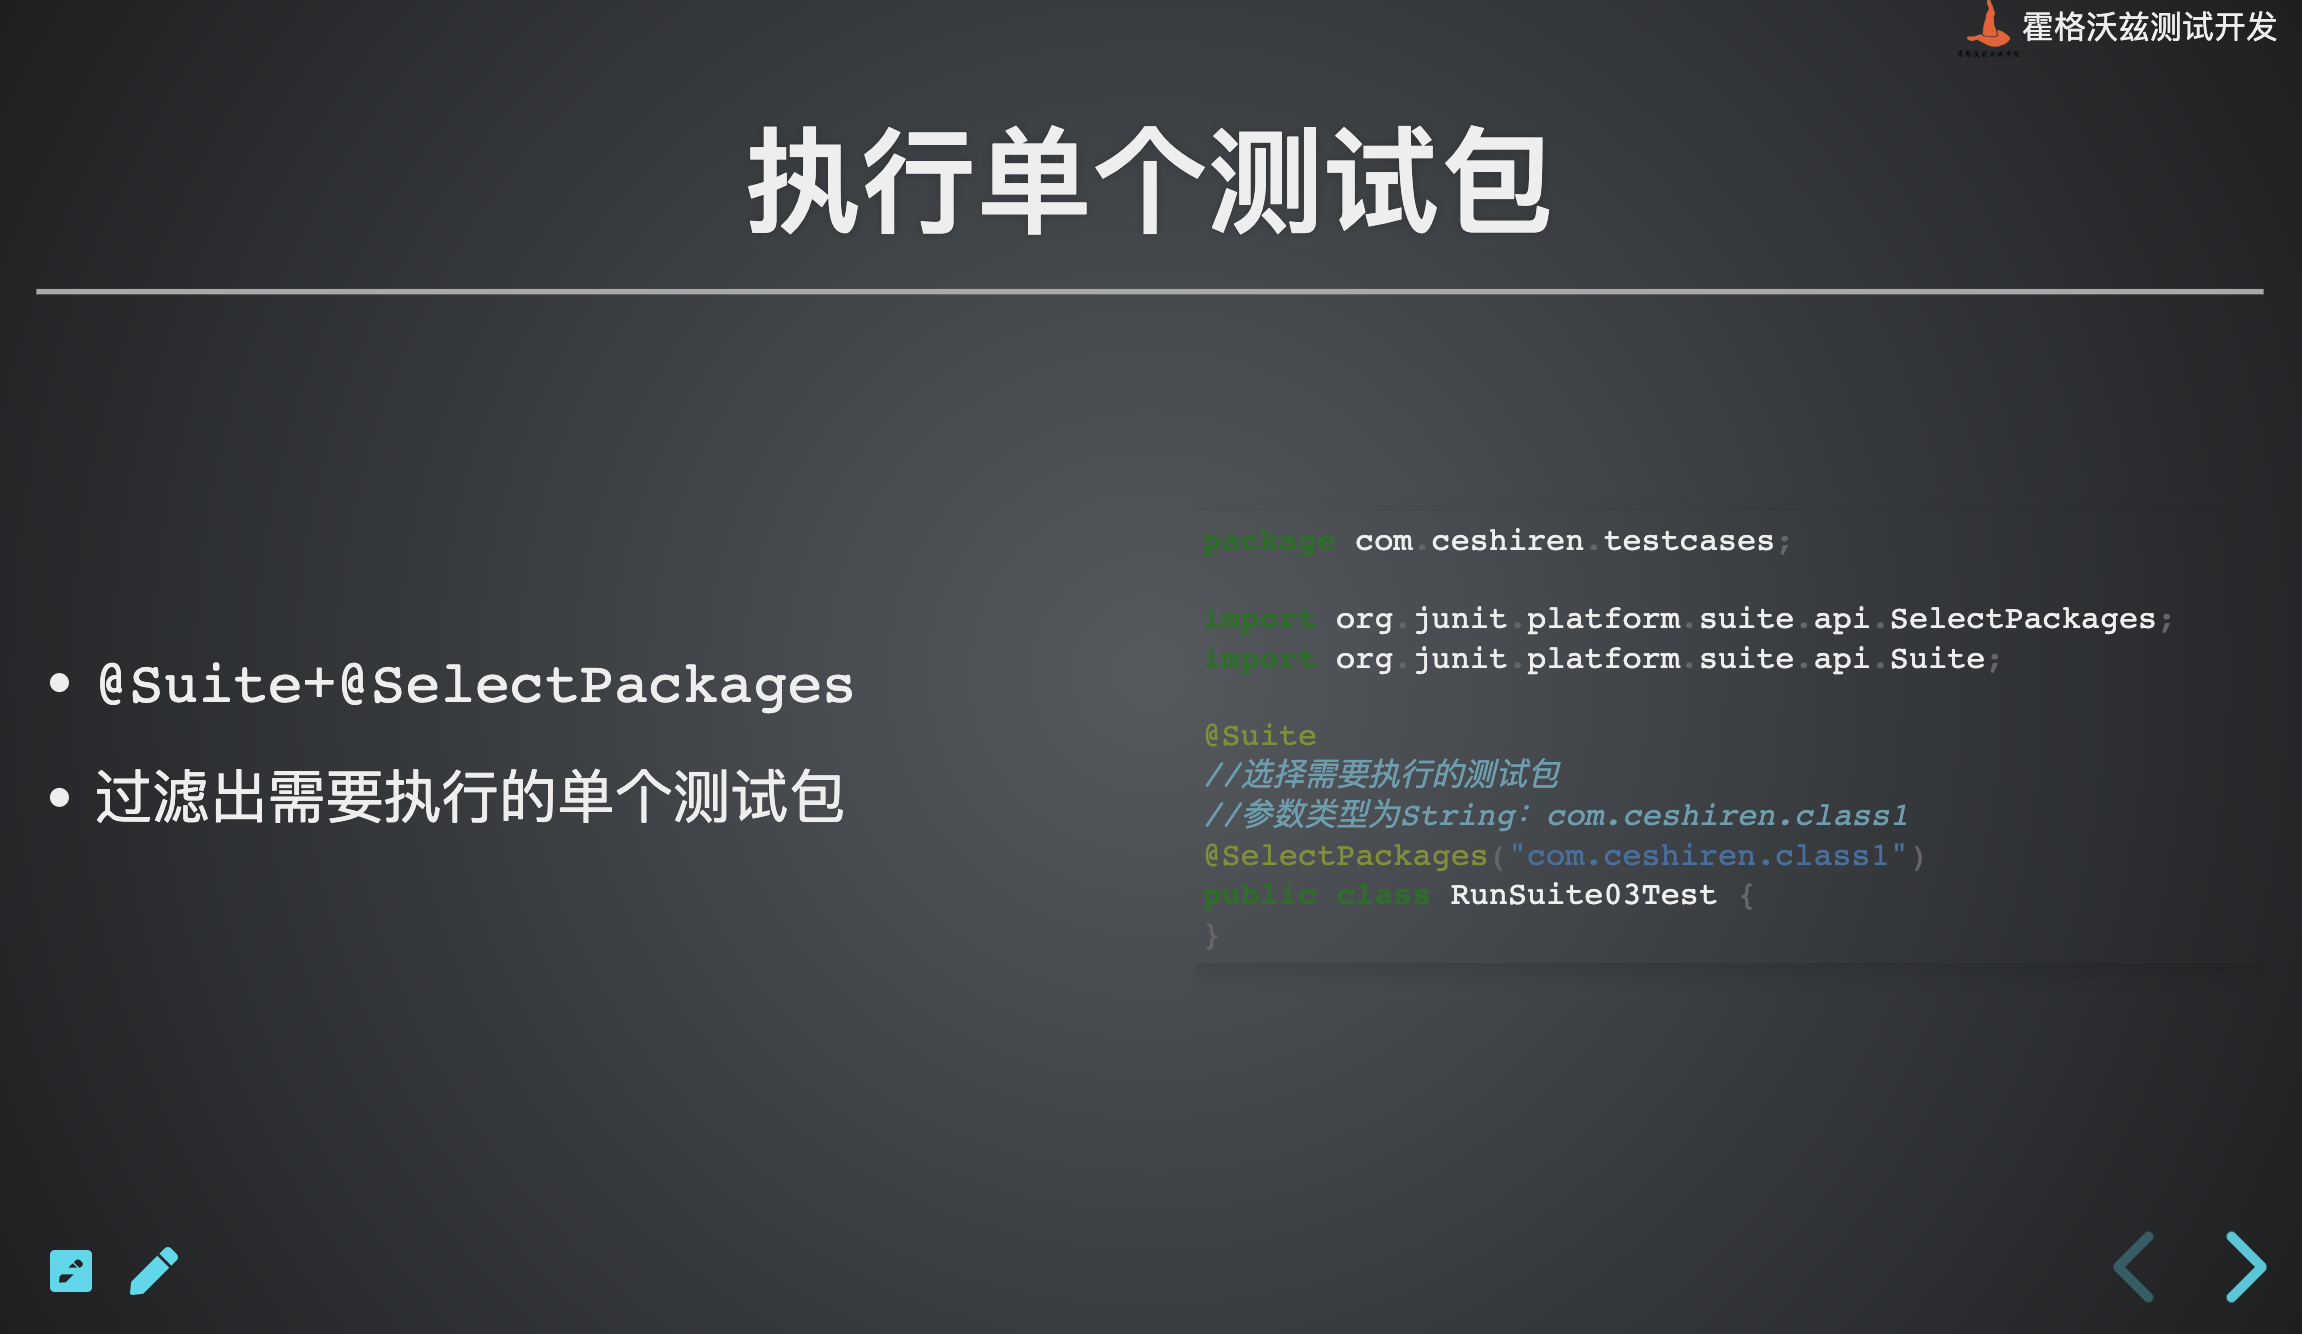 霍格沃兹测试开发
执行单个测试包
@Suite+@SelectPackages
过滤出需要执行的单个测试包
package com.ceshiren.testcases;
import org.junit.platform.suite.api.SelectPackages;
import org.junit.platform.suite.api.Suite;
@Suite
//选择需要执行的测试包
//参数类型为String：com.ceshiren.class1
@SelectPackages("com.ceshiren.class1")
public class RunSuite03Test {
}